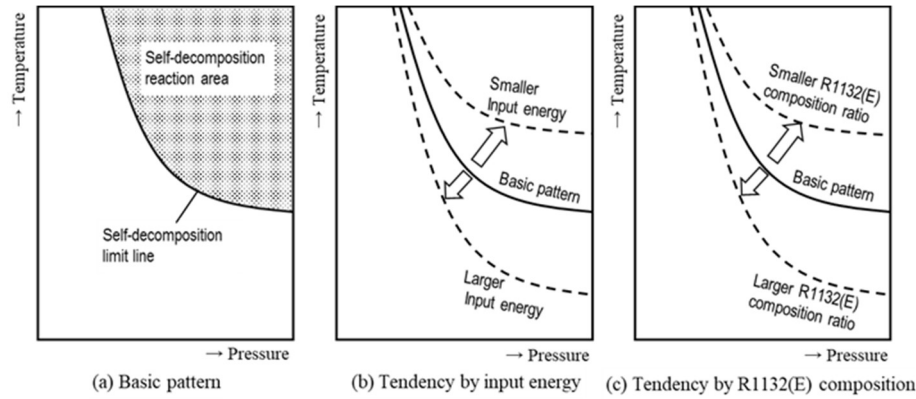 → Temperature
Self-decomposition
reaction area
Self-decomposition
limit line
→ Pressure
(a) Basic pattern
→ Temperature
Smaller
Input energy
Basic pattern
Larger
Input energy
→ Pressure
(b) Tendency by input energy
→ Temperature
Smaller R1132(E)
composition ratio
Basic pattern
Larger R1132(E)
composition ratio
→ Pressure
(c) Tendency by R1132(E) composition